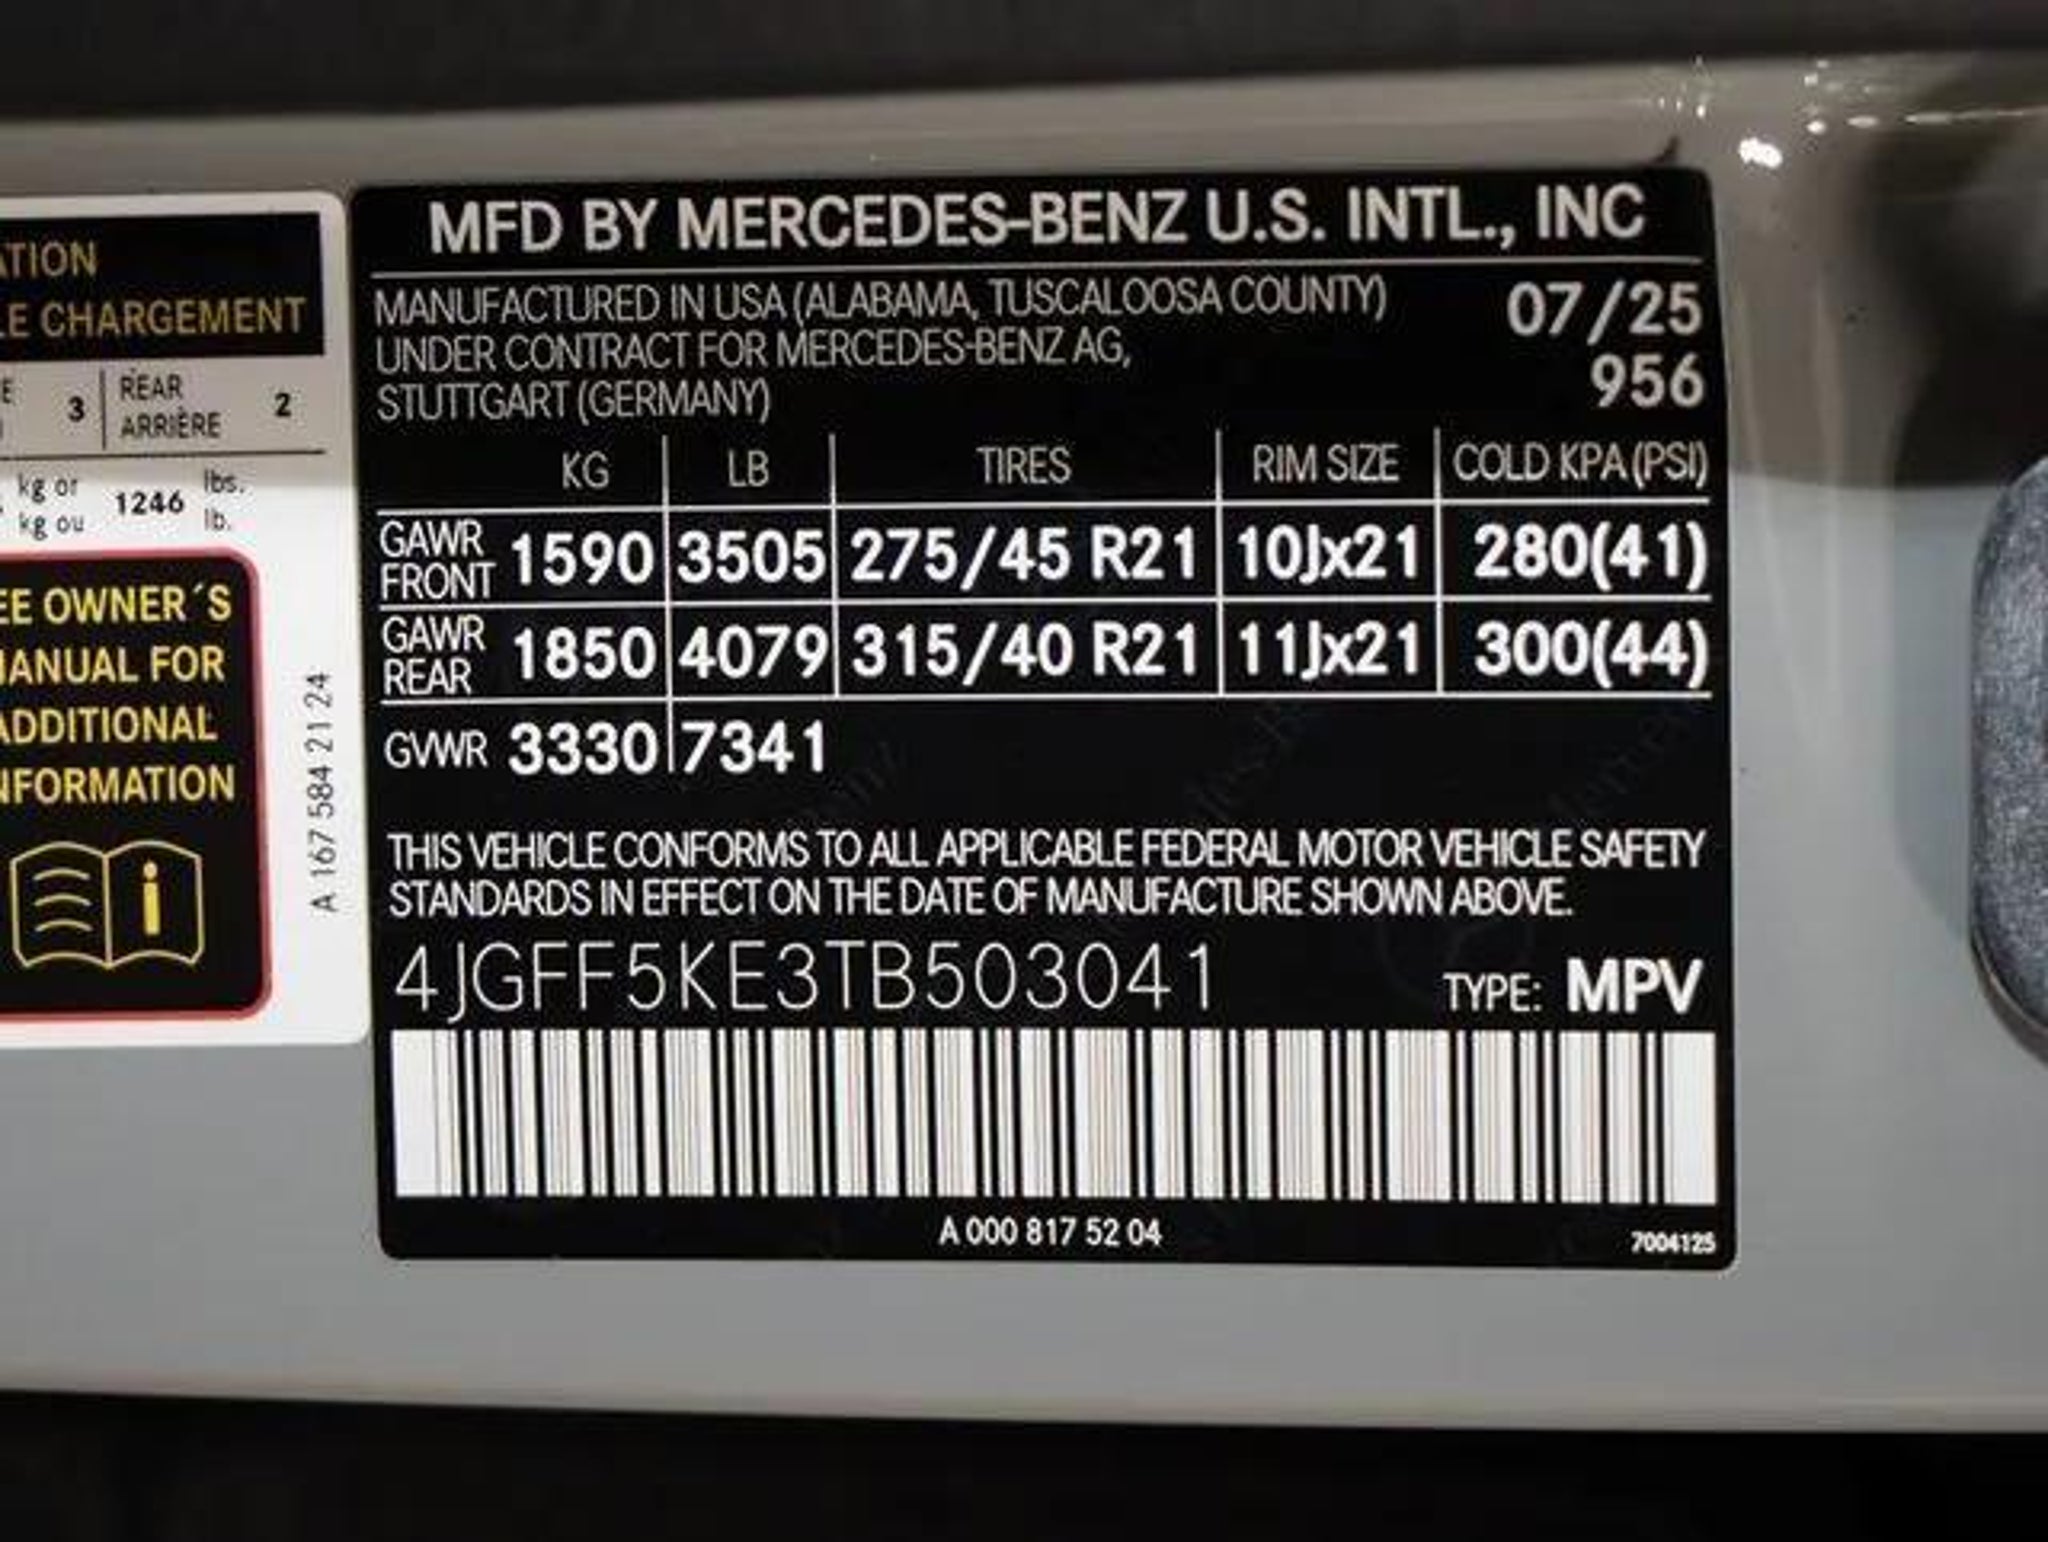 ATION
LE CHARGEMENT
E 3 REAR ARRIÈRE 2
kg or 1246 lbs.
kg ou lb.
EE OWNER´S
MANUAL FOR
ADDITIONAL
NFORMATION
A 167 584 21 24
MFD BY MERCEDES-BENZ U.S. INTL., INC
MANUFACTURED IN USA (ALABAMA, TUSCALOOSA COUNTY) 07/25
UNDER CONTRACT FOR MERCEDES-BENZ AG, 956
STUTTGART (GERMANY)
KG LB TIRES RIM SIZE COLD KPA(PSI)
GAWR FRONT 1590 3505 275/45 R21 10Jx21 280(41)
GAWR REAR 1850 4079 315/40 R21 11Jx21 300(44)
GVWR 3330 7341
THIS VEHICLE CONFORMS TO ALL APPLICABLE FEDERAL MOTOR VEHICLE SAFETY
STANDARDS IN EFFECT ON THE DATE OF MANUFACTURE SHOWN ABOVE.
4JGFF5KE3TB503041 TYPE: MPV
A 000 817 52 04 7004125